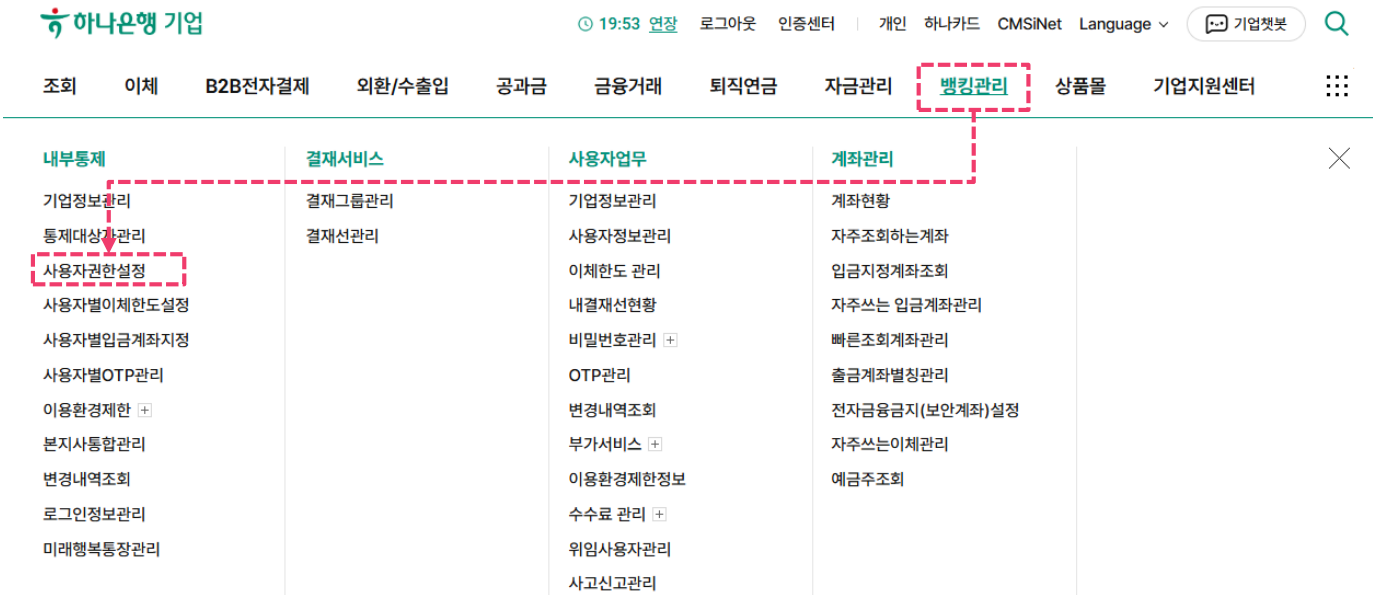 하나은행 기업
19:53 연장 로그아웃 인증센터 개인 하나카드 CMSiNet Language 기업챗봇
조회 이체 B2B전자결제 외환/수출입 공과금 금융거래 퇴직연금 자금관리 뱅킹관리 상품몰 기업지원센터
내부통제
기업정보관리
통제대상자관리
사용자권한설정
사용자별이체한도설정
사용자별입금계좌지정
사용자별OTP관리
이용환경제한
본지사통합관리
변경내역조회
로그인정보관리
미래행복통장관리
결재서비스
결재그룹관리
결재선관리
사용자업무
기업정보관리
사용자정보관리
이체한도 관리
내결재선현황
비밀번호관리
OTP관리
변경내역조회
부가서비스
이용환경제한정보
수수료 관리
위임사용자관리
사고신고관리
계좌관리
계좌현황
자주조회하는계좌
입금지정계좌조회
자주쓰는 입금계좌관리
빠른조회계좌관리
출금계좌별칭관리
전자금융금지(보안계좌)설정
자주쓰는이체관리
예금주조회